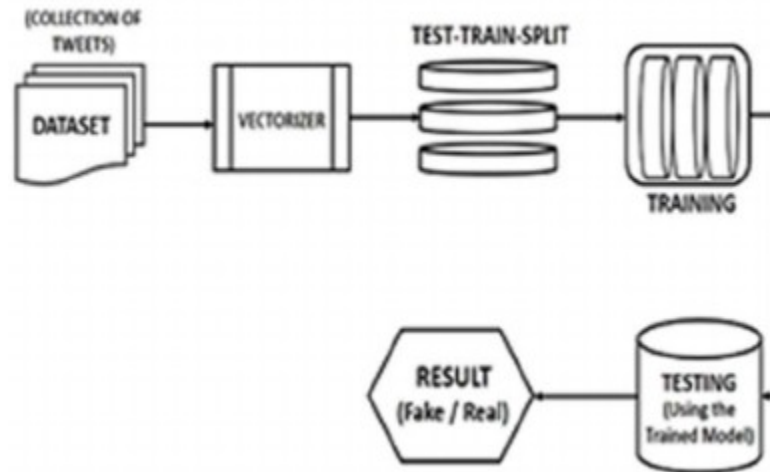 (COLLECTION OF
TWEETS)
DATASET
VECTORIZER
TEST-TRAIN-SPLIT
TRAINING
RESULT
(Fake / Real)
TESTING
(Using the
Trained Model)